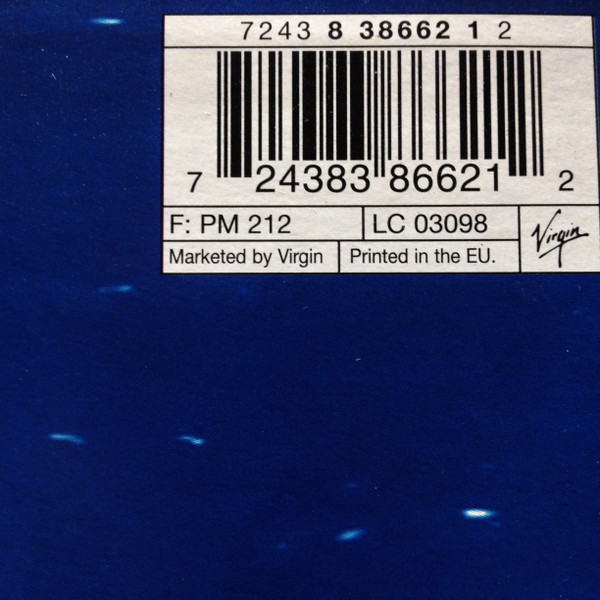 7243 8 38662 1 2
7 24383 86621 2
F: PM 212 LC 03098
Virgin
Marketed by Virgin Printed in the EU.